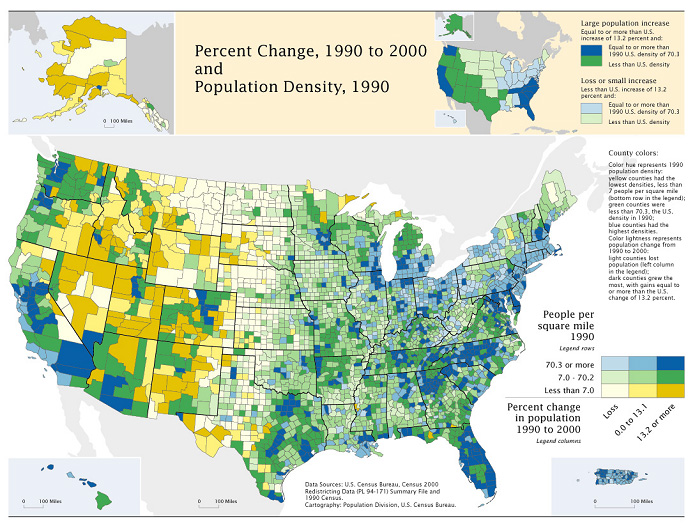 Percent Change, 1990 to 2000
and
Population Density, 1990
0 100 Miles
Large population increase
Equal to or more than U.S.
increase of 13.2 percent and:
Equal to or more than
1990 U.S. density of 70.3
Less than U.S. density
Loss or small increase
Less than U.S. increase of 13.2
percent and:
Equal to or more than
1990 U.S. density of 70.3
Less than U.S. density
County colors:
Color hue represents 1990
population density:
yellow counties had the
lowest densities, less than
7 people per square mile
(bottom row in the legend);
green counties were
less than 70.3, the U.S.
density in 1990;
blue counties had the
highest densities.
Color lightness represents
population change from
1990 to 2000:
light counties lost
population (left column
in the legend);
dark counties grew the
most, with gains equal to
or more than the U.S.
change of 13.2 percent.
People per
square mile
1990
Legend rows
70.3 or more
7.0 - 70.2
Less than 7.0
Percent change
in population
1990 to 2000
Legend columns
Loss
0.0 to 13.1
13.2 or more
0 100 Miles
0 100 Miles
Data Sources: U.S. Census Bureau, Census 2000
Redistricting Data (PL 94-171) Summary File and
1990 Census.
Cartography: Population Division, U.S. Census Bureau.
0 100 Miles